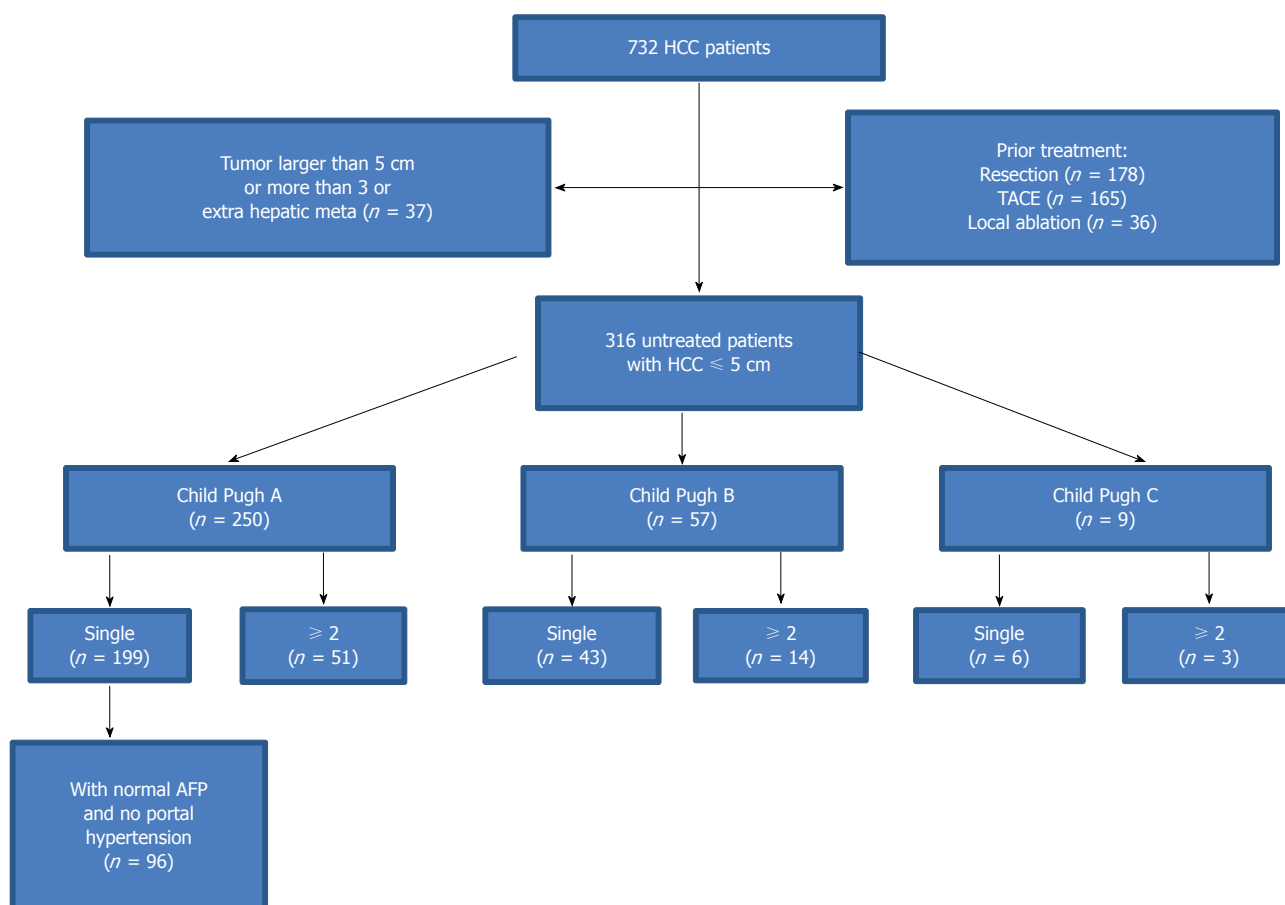 732 HCC patients
Tumor larger than 5 cm
or more than 3 or
extra hepatic meta (n = 37)
Prior treatment:
Resection (n = 178)
TACE (n = 165)
Local ablation (n = 36)
316 untreated patients
with HCC ≤ 5 cm
Child Pugh A
(n = 250)
Child Pugh B
(n = 57)
Child Pugh C
(n = 9)
Single
(n = 199)
≥ 2
(n = 51)
Single
(n = 43)
≥ 2
(n = 14)
Single
(n = 6)
≥ 2
(n = 3)
With normal AFP
and no portal
hypertension
(n = 96)